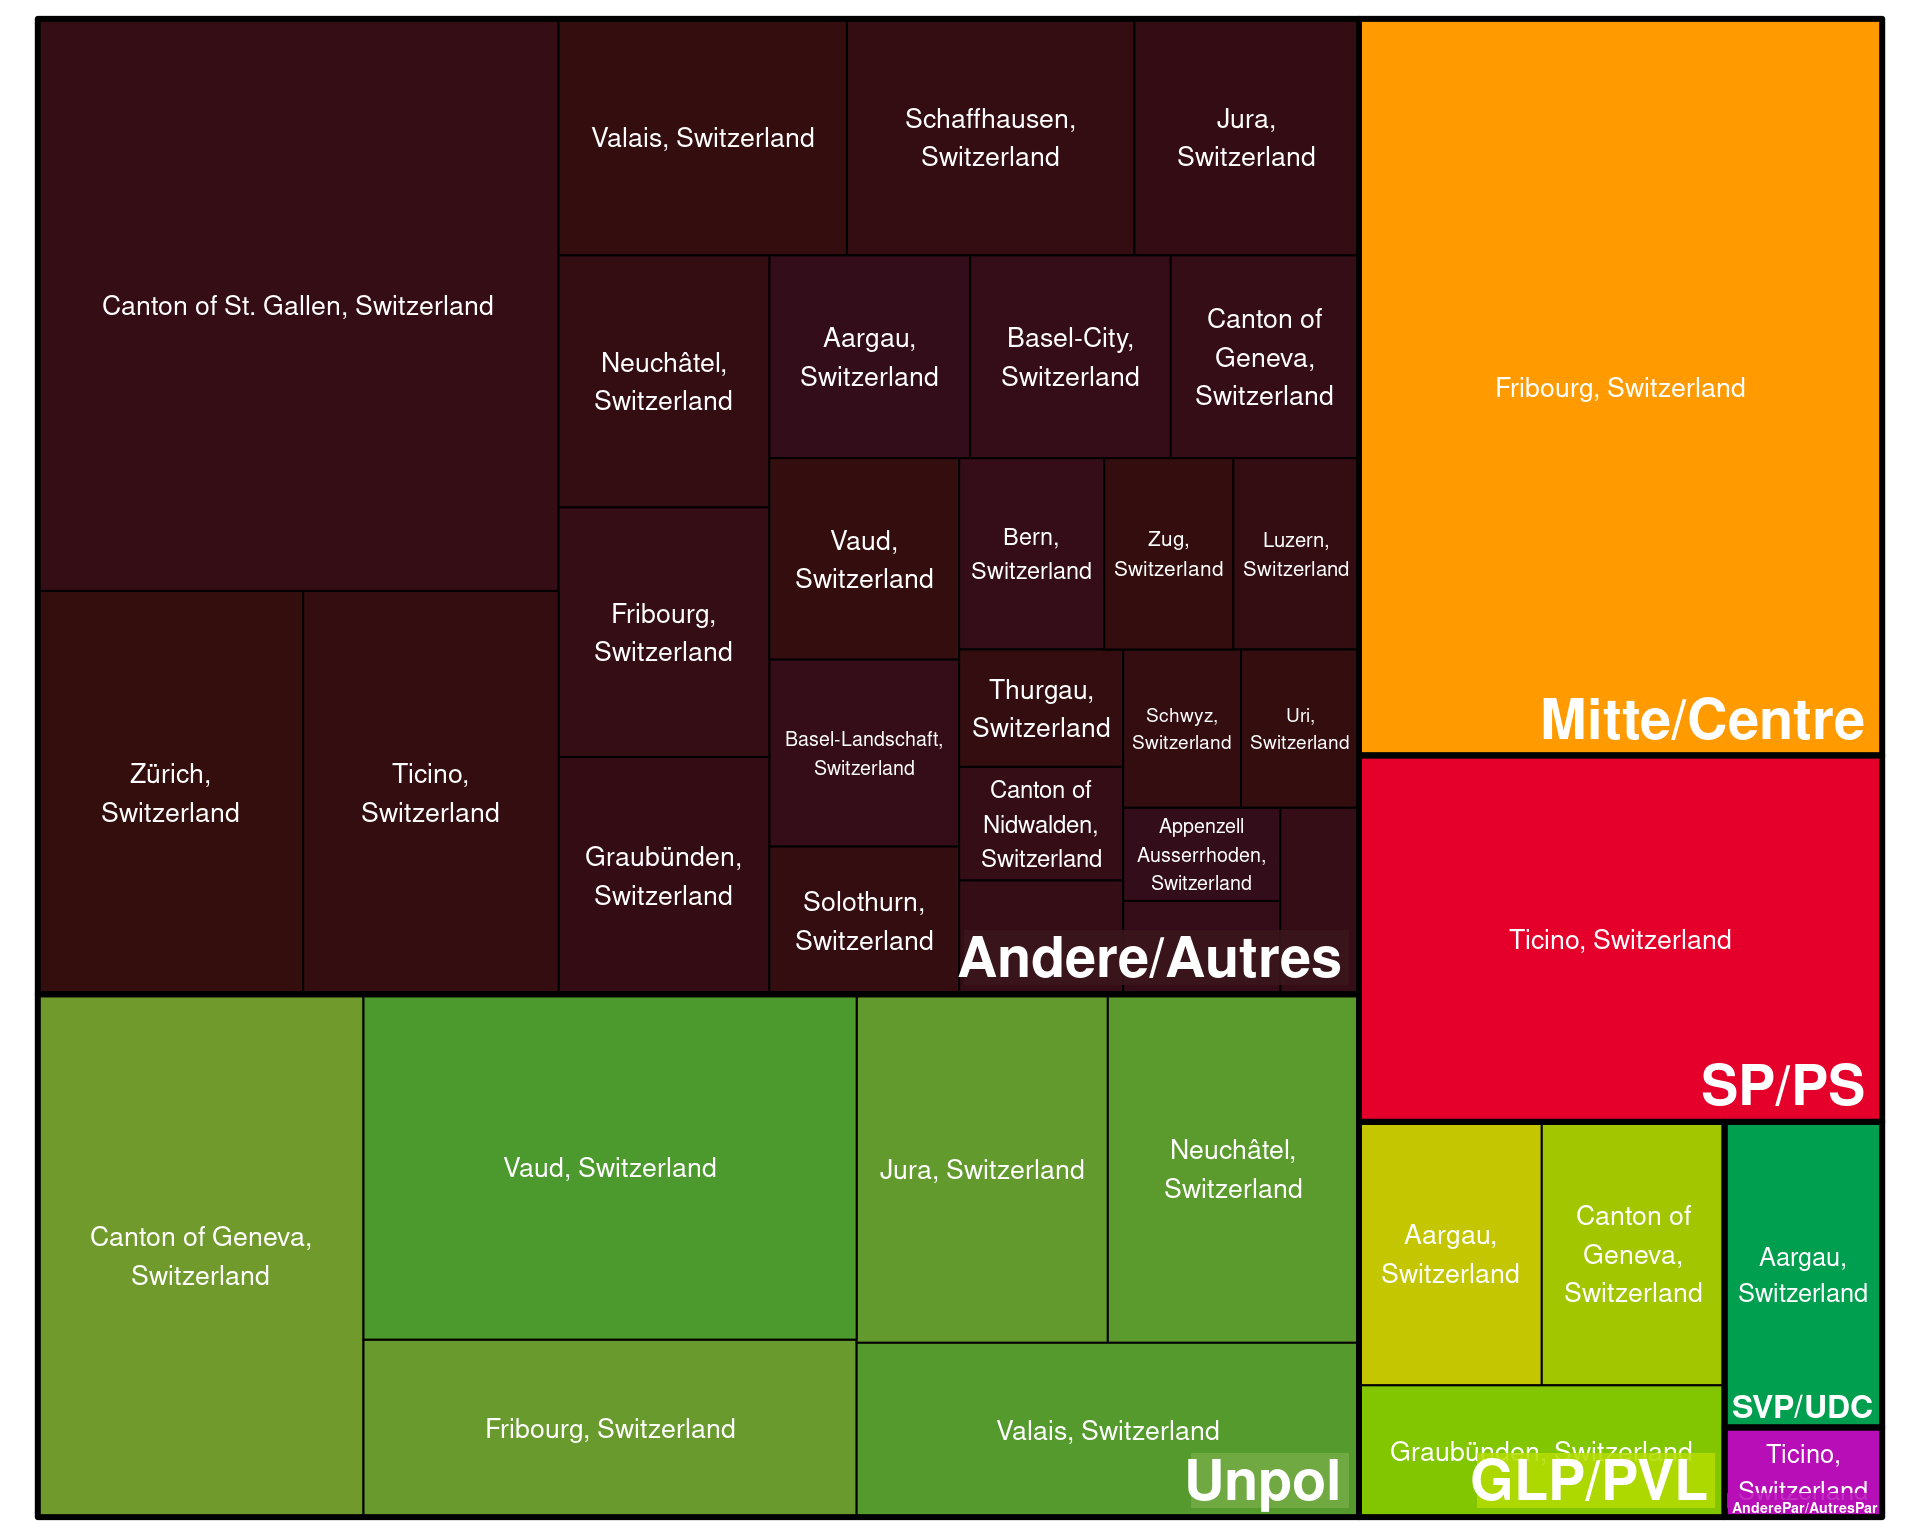 Canton of St. Gallen, Switzerland
Valais, Switzerland
Schaffhausen,
Switzerland
Jura,
Switzerland
Neuchâtel,
Switzerland
Aargau,
Switzerland
Basel-City,
Switzerland
Canton of
Geneva,
Switzerland
Fribourg,
Switzerland
Vaud,
Switzerland
Bern,
Switzerland
Zug,
Switzerland
Luzern,
Switzerland
Zürich,
Switzerland
Ticino,
Switzerland
Graubünden,
Switzerland
Basel-Landschaft,
Switzerland
Thurgau,
Switzerland
Schwyz,
Switzerland
Uri,
Switzerland
Canton of
Nidwalden,
Switzerland
Appenzell
Ausserrhoden,
Switzerland
Solothurn,
Switzerland
Andere/Autres
Canton of Geneva,
Switzerland
Vaud, Switzerland
Jura, Switzerland
Neuchâtel,
Switzerland
Fribourg, Switzerland
Valais, Switzerland
Unpol
Fribourg, Switzerland
Mitte/Centre
Ticino, Switzerland
SP/PS
Aargau,
Switzerland
Canton of
Geneva,
Switzerland
Graubünden, Switzerland
GLP/PVL
Aargau,
Switzerland
SVP/UDC
Ticino,
Switzerland
AnderePar/AutresPar